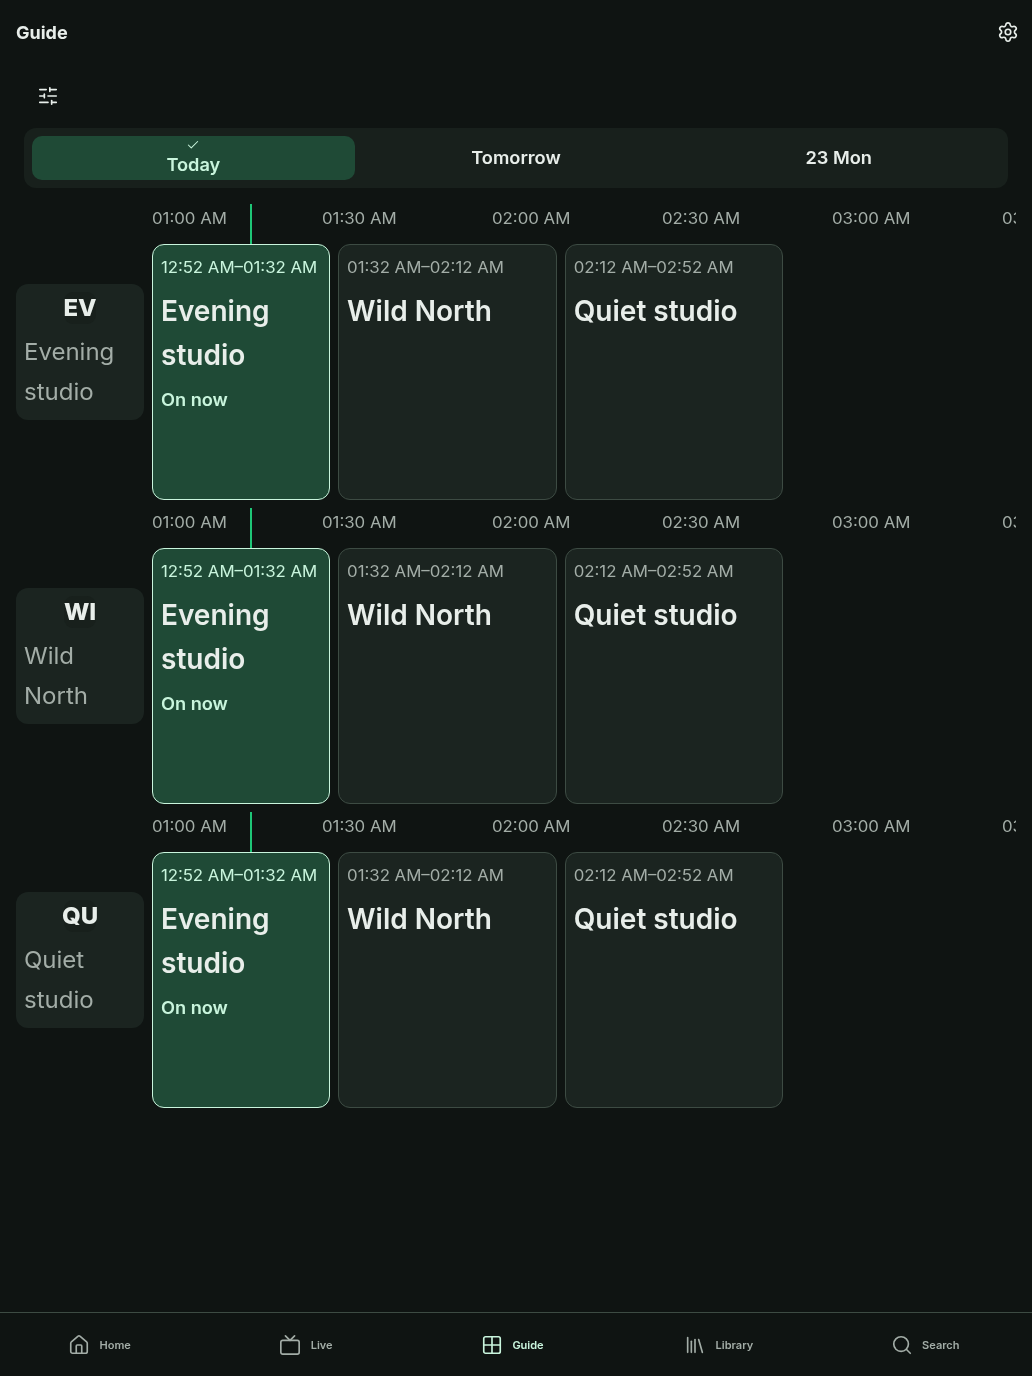 Guide
Today
Tomorrow
23 Mon
01:00 AM
01:30 AM
02:00 AM
02:30 AM
03:00 AM
EV
Evening
studio
12:52 AM–01:32 AM
Evening
studio
On now
01:32 AM–02:12 AM
Wild North
02:12 AM–02:52 AM
Quiet studio
01:00 AM
01:30 AM
02:00 AM
02:30 AM
03:00 AM
WI
Wild
North
12:52 AM–01:32 AM
Evening
studio
On now
01:32 AM–02:12 AM
Wild North
02:12 AM–02:52 AM
Quiet studio
01:00 AM
01:30 AM
02:00 AM
02:30 AM
03:00 AM
QU
Quiet
studio
12:52 AM–01:32 AM
Evening
studio
On now
01:32 AM–02:12 AM
Wild North
02:12 AM–02:52 AM
Quiet studio
Home
Live
Guide
Library
Search